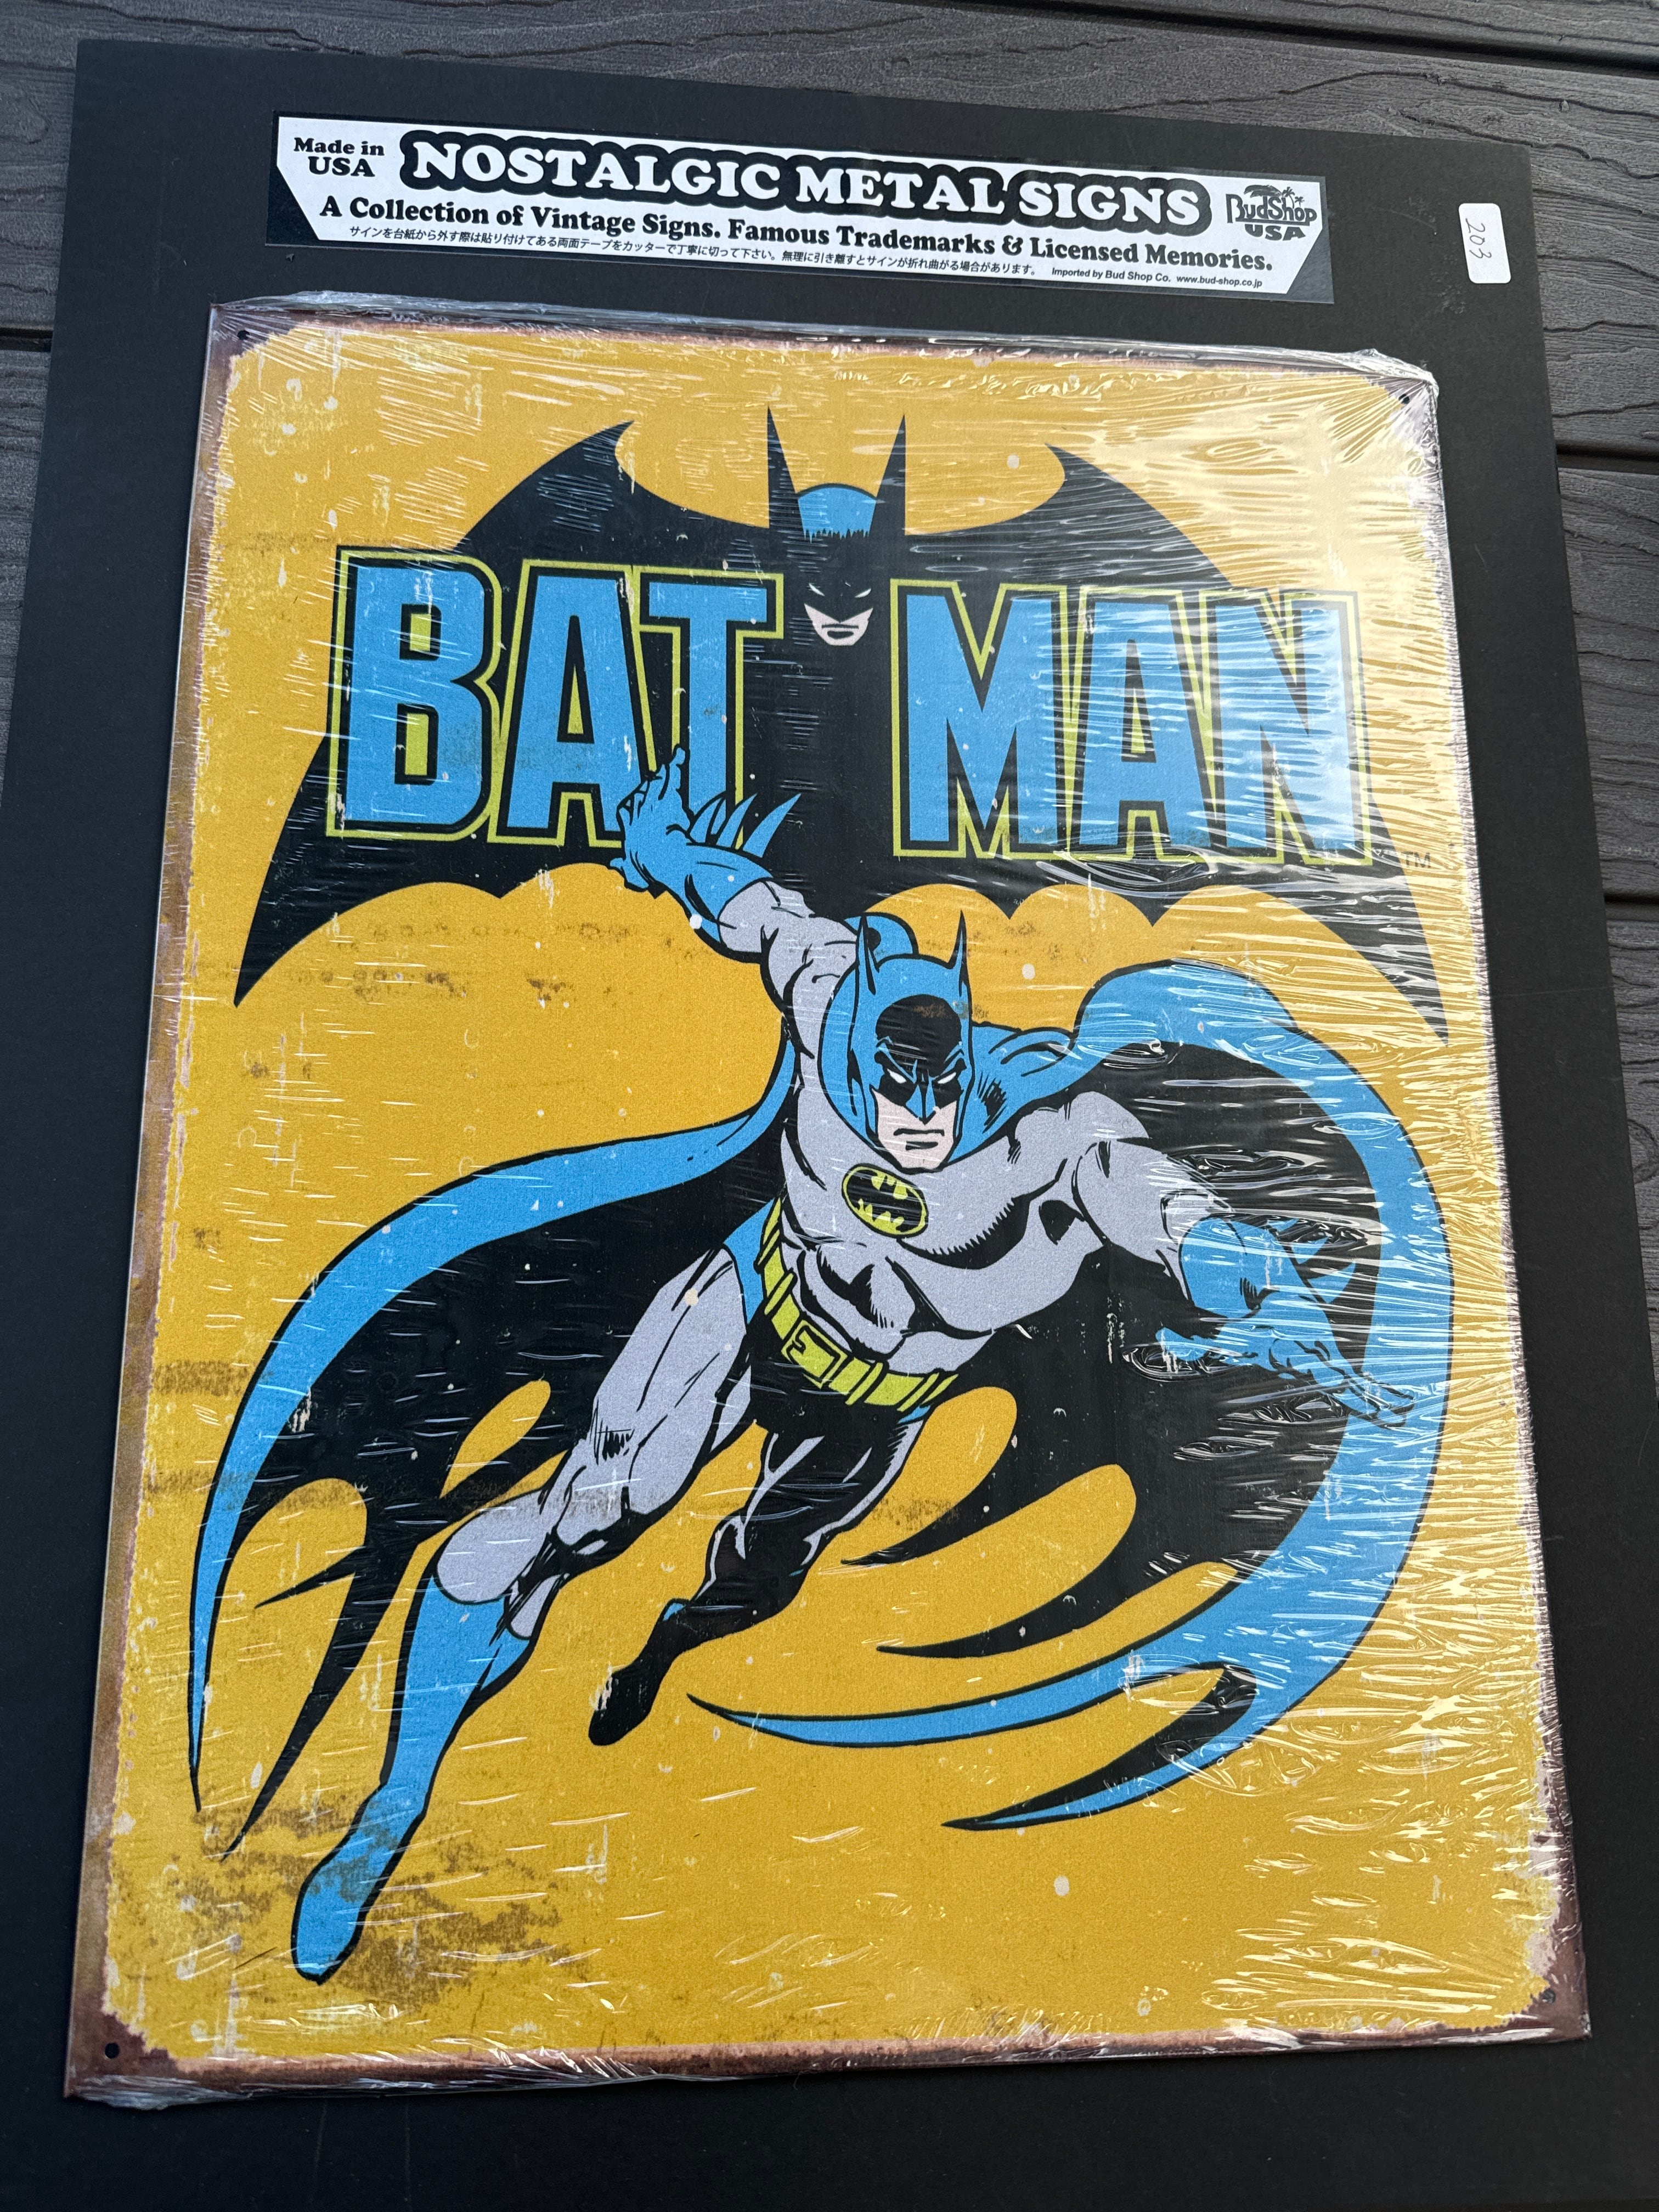 Made in
USA
NOSTALGIC METAL SIGNS
A Collection of Vintage Signs. Famous Trademarks & Licensed Memories.
サインを台紙から外す際は貼り付けてある両面テープをカッターで丁寧に切って下さい。無理に引き離すとサインが折れ曲がる場合があります。 Imported by Bud Shop Co. www.bud-shop.co.jp
BudShop
USA
203
BATMAN
TM